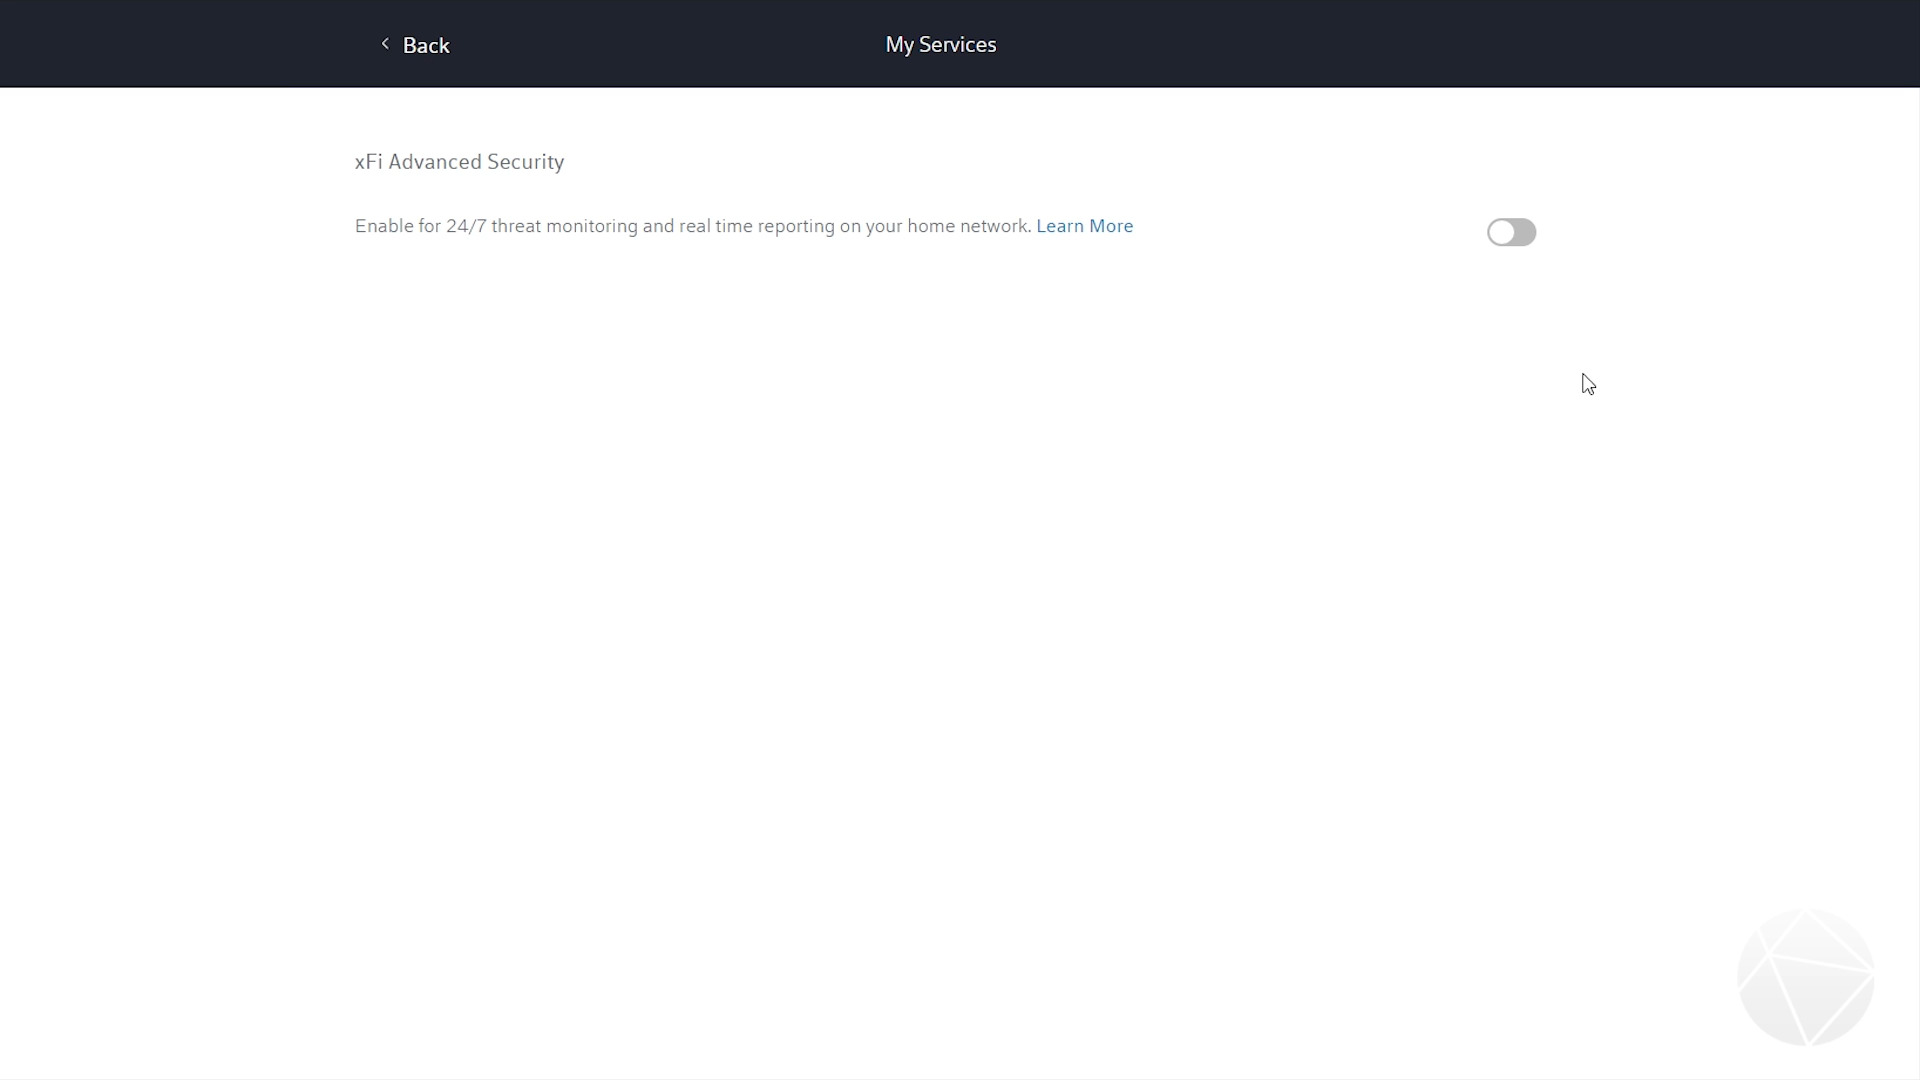 Back
My Services
xFi Advanced Security
Enable for 24/7 threat monitoring and real time reporting on your home network. Learn More